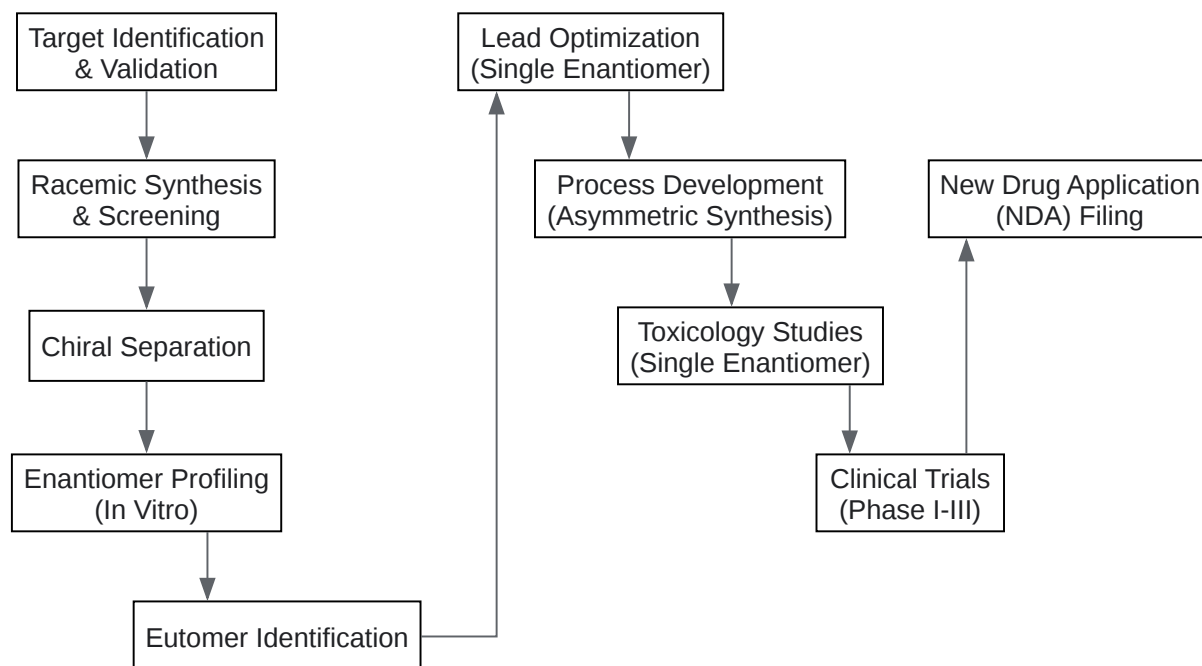 Target Identification
& Validation
Racemic Synthesis
& Screening
Chiral Separation
Enantiomer Profiling
(In Vitro)
Eutomer Identification
Lead Optimization
(Single Enantiomer)
Process Development
(Asymmetric Synthesis)
Toxicology Studies
(Single Enantiomer)
Clinical Trials
(Phase I-III)
New Drug Application
(NDA) Filing